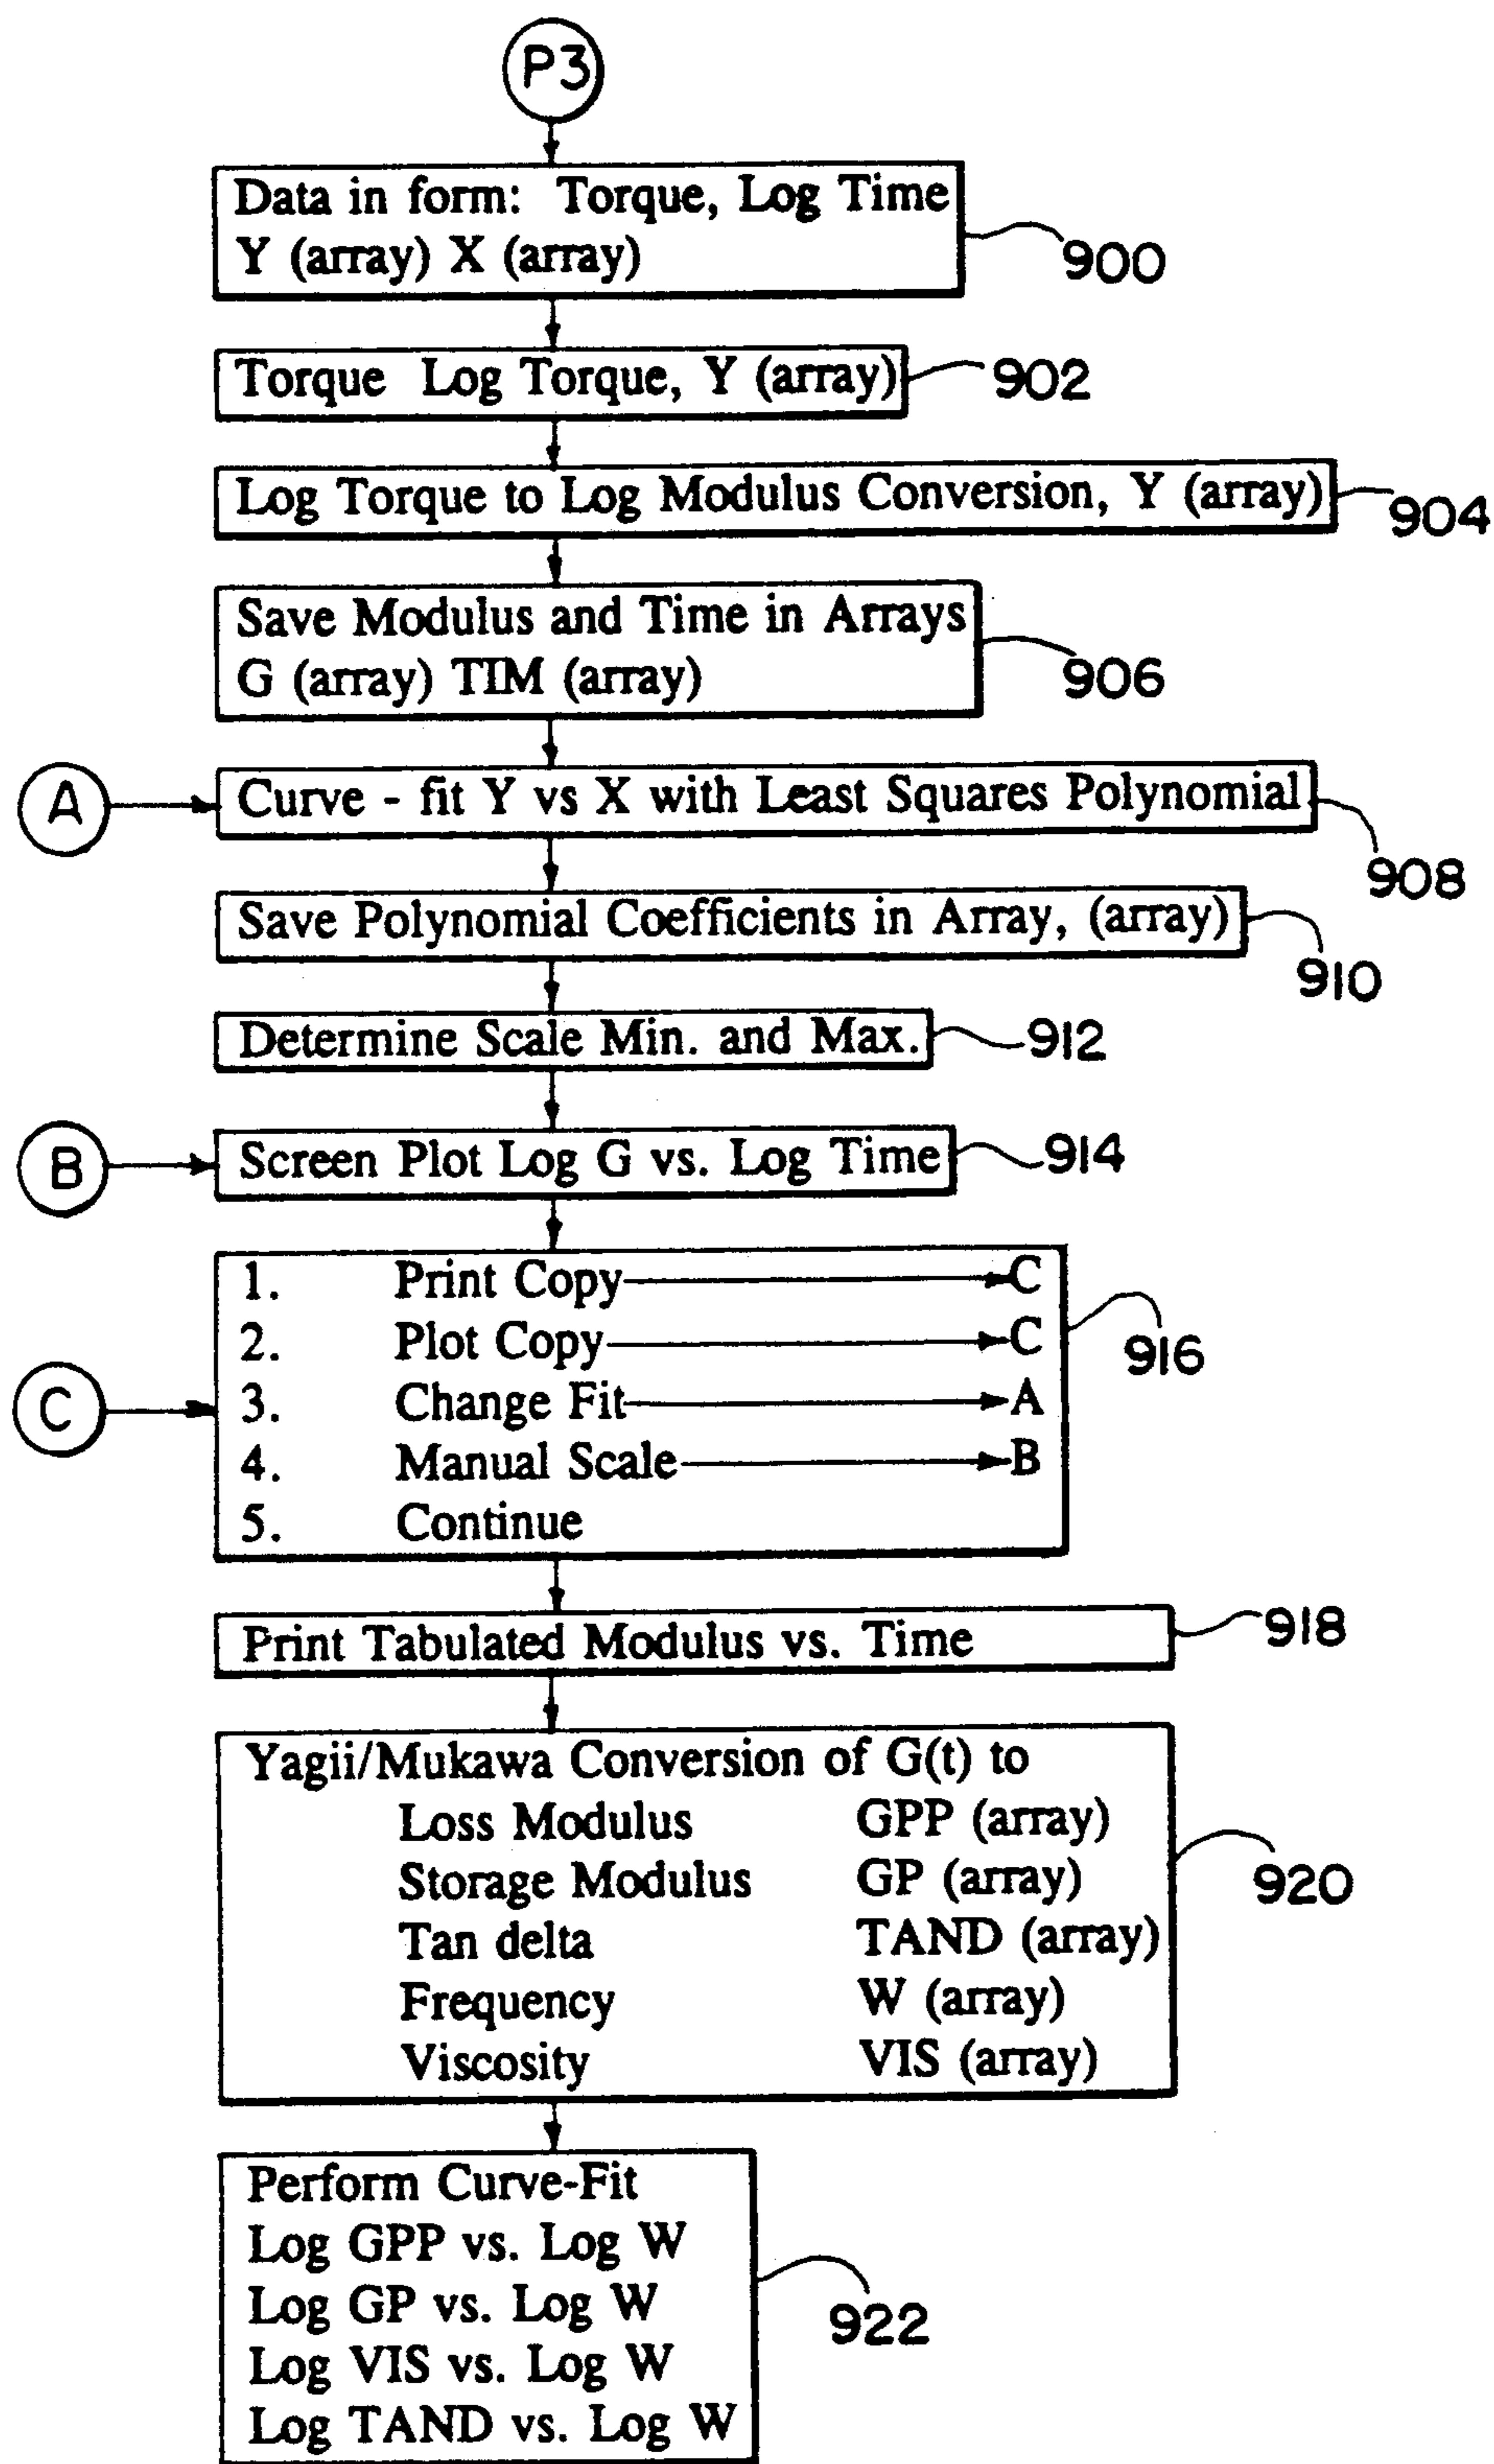 P3
Data in form: Torque, Log Time
Y (array) X (array)
900
Torque Log Torque, Y (array)
902
Log Torque to Log Modulus Conversion, Y (array)
904
Save Modulus and Time in Arrays
G (array) TIM (array)
906
A
Curve - fit Y vs X with Least Squares Polynomial
908
Save Polynomial Coefficients in Array, (array)
910
Determine Scale Min. and Max.
912
B
Screen Plot Log G vs. Log Time
914
C
1. Print Copy C
2. Plot Copy C
3. Change Fit A
4. Manual Scale B
5. Continue
916
Print Tabulated Modulus vs. Time
918
Yagii/Mukawa Conversion of G(t) to
Loss Modulus GPP (array)
Storage Modulus GP (array)
Tan delta TAND (array)
Frequency W (array)
Viscosity VIS (array)
920
Perform Curve-Fit
Log GPP vs. Log W
Log GP vs. Log W
Log VIS vs. Log W
Log TAND vs. Log W
922